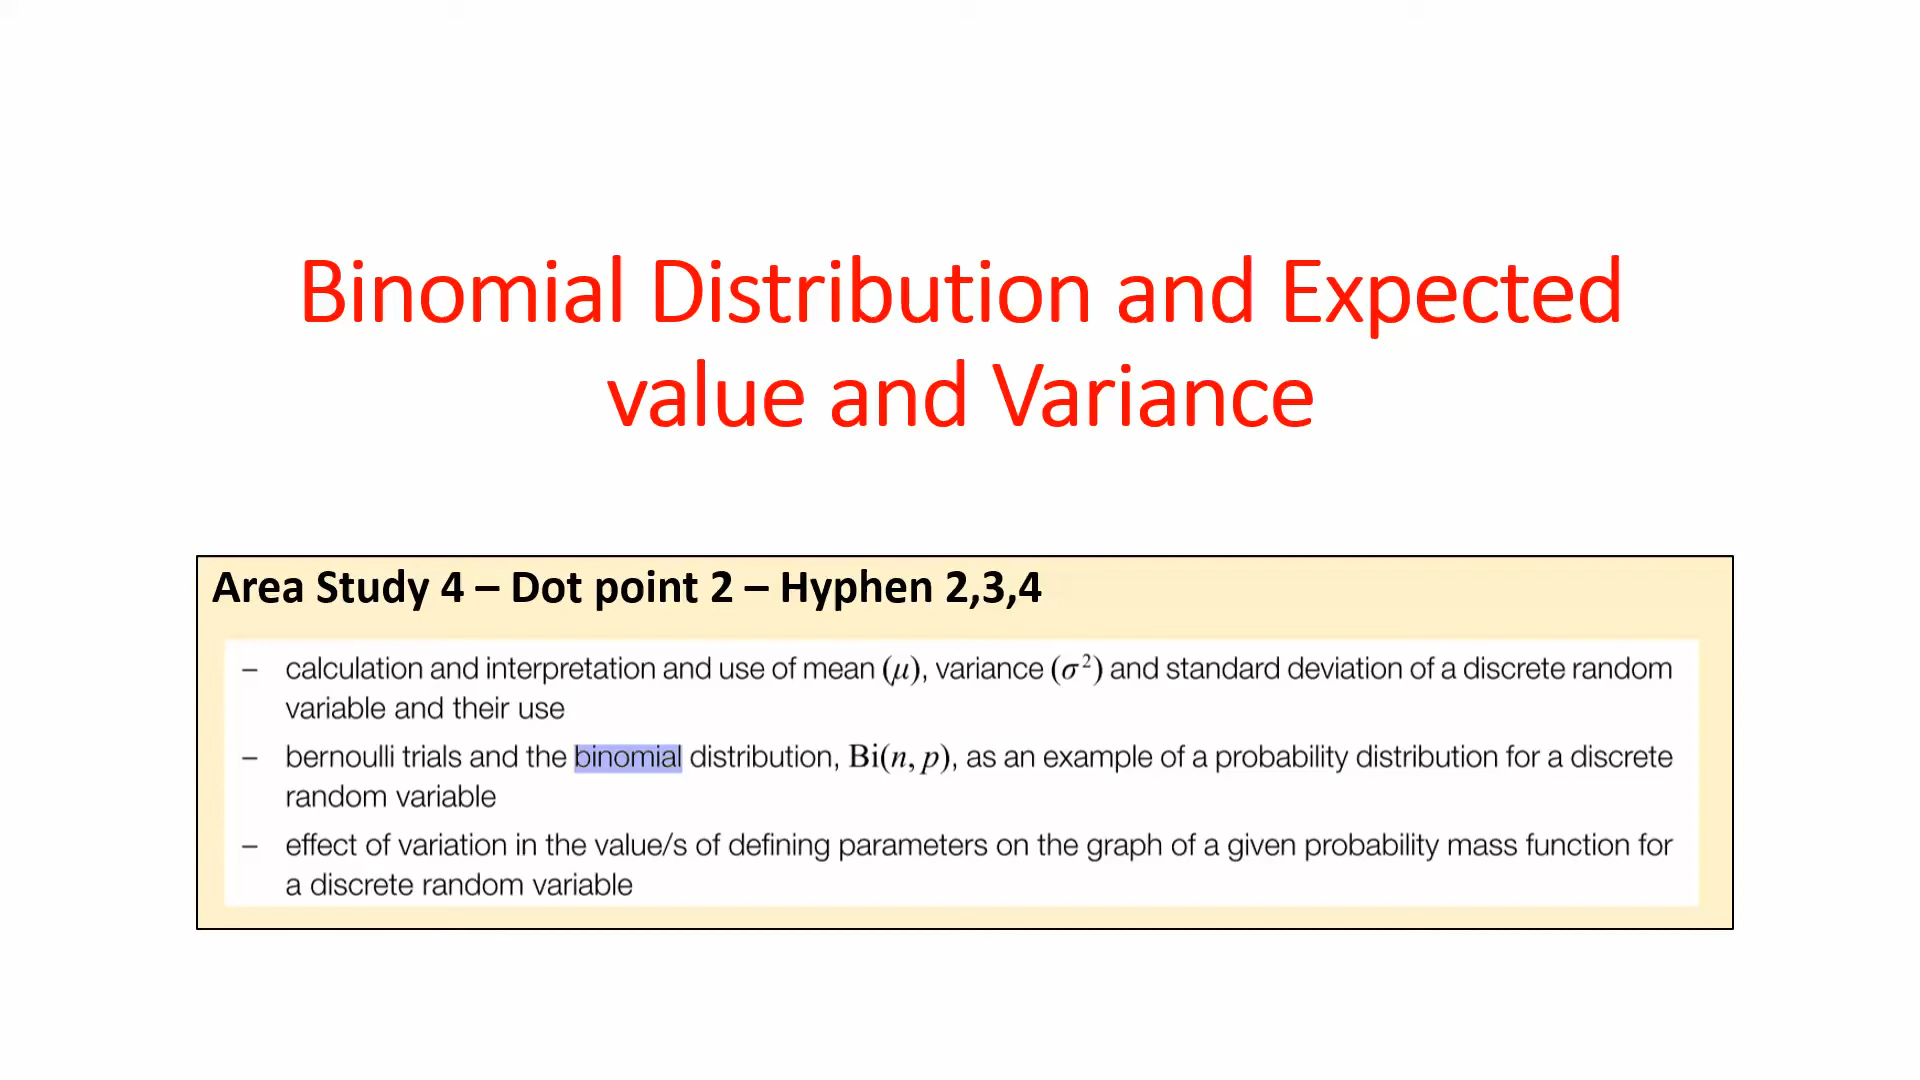 Binomial Distribution and Expected
value and Variance
Area Study 4 – Dot point 2 – Hyphen 2,3,4
– calculation and interpretation and use of mean (μ), variance (σ²) and standard deviation of a discrete random
variable and their use
– bernoulli trials and the binomial distribution, Bi(n, p), as an example of a probability distribution for a discrete
random variable
– effect of variation in the value/s of defining parameters on the graph of a given probability mass function for
a discrete random variable